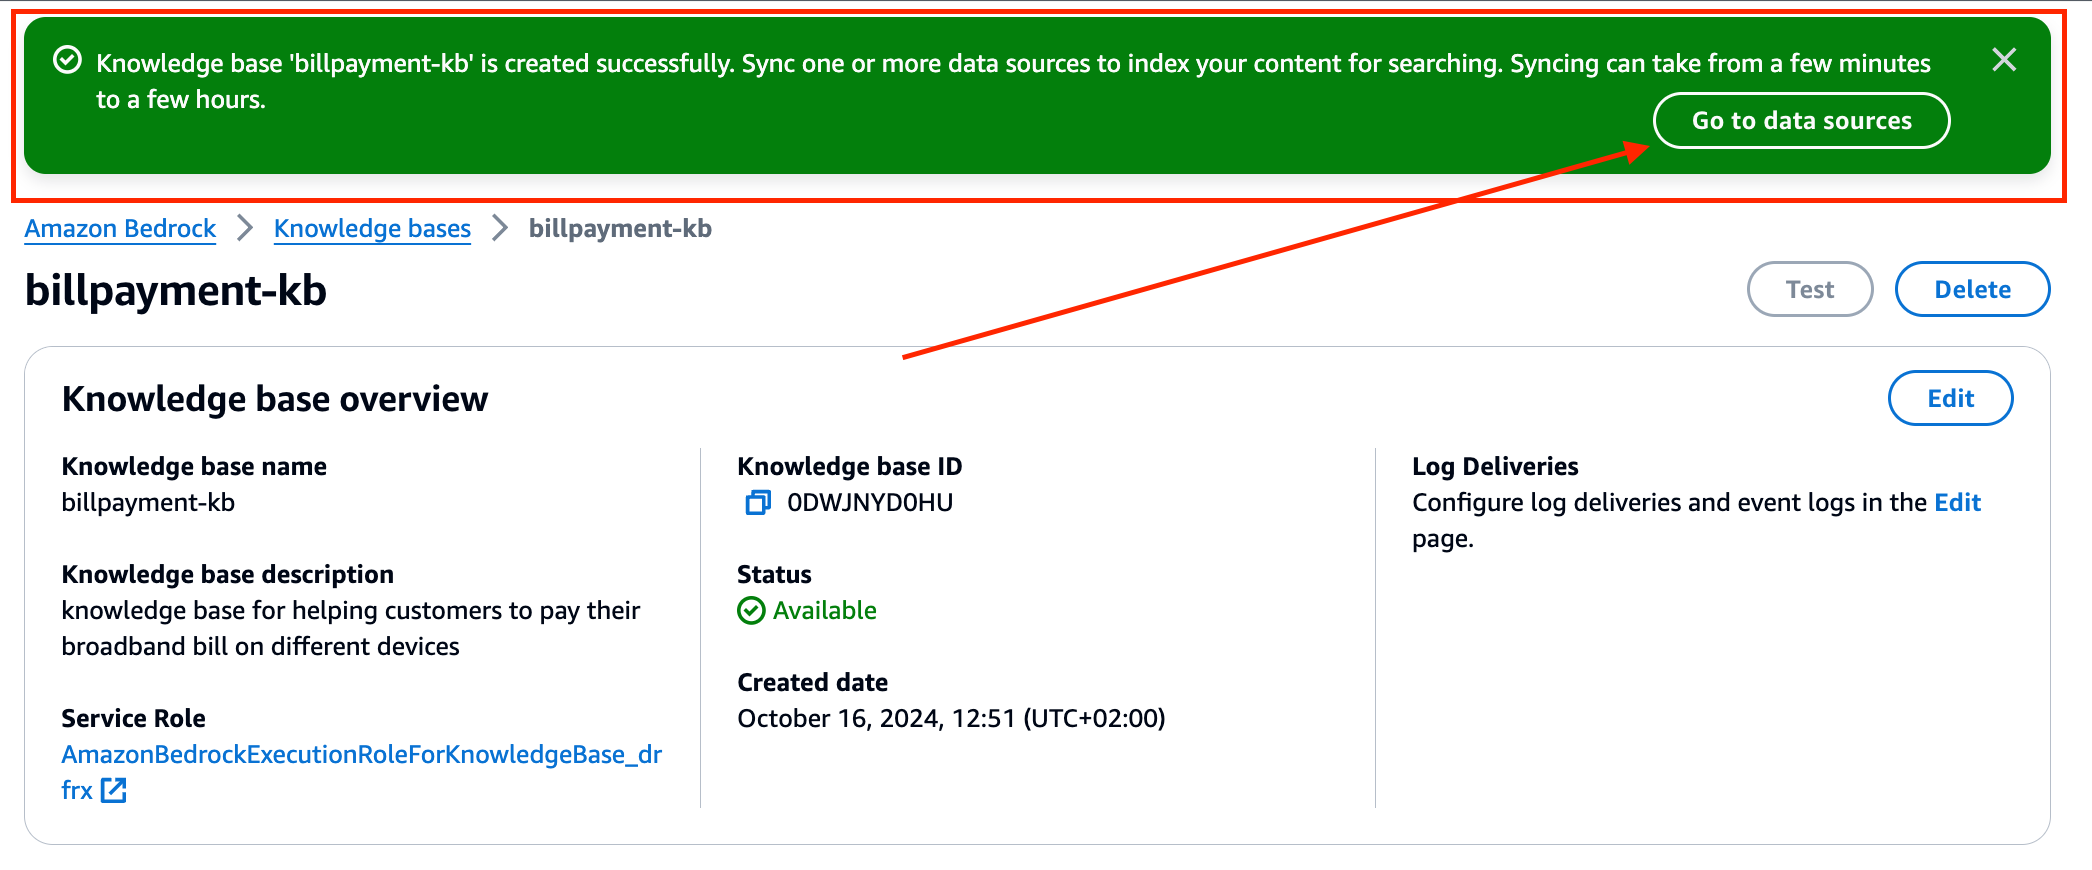 Knowledge base 'billpayment-kb' is created successfully. Sync one or more data sources to index your content for searching. Syncing can take from a few minutes
to a few hours.
Go to data sources
Amazon Bedrock
Knowledge bases
billpayment-kb
billpayment-kb
Test
Delete
Knowledge base overview
Edit
Knowledge base name
billpayment-kb
Knowledge base description
knowledge base for helping customers to pay their
broadband bill on different devices
Service Role
AmazonBedrockExecutionRoleForKnowledgeBase_dr
frx
Knowledge base ID
0DWJNYD0HU
Status
Available
Created date
October 16, 2024, 12:51 (UTC+02:00)
Log Deliveries
Configure log deliveries and event logs in the Edit
page.